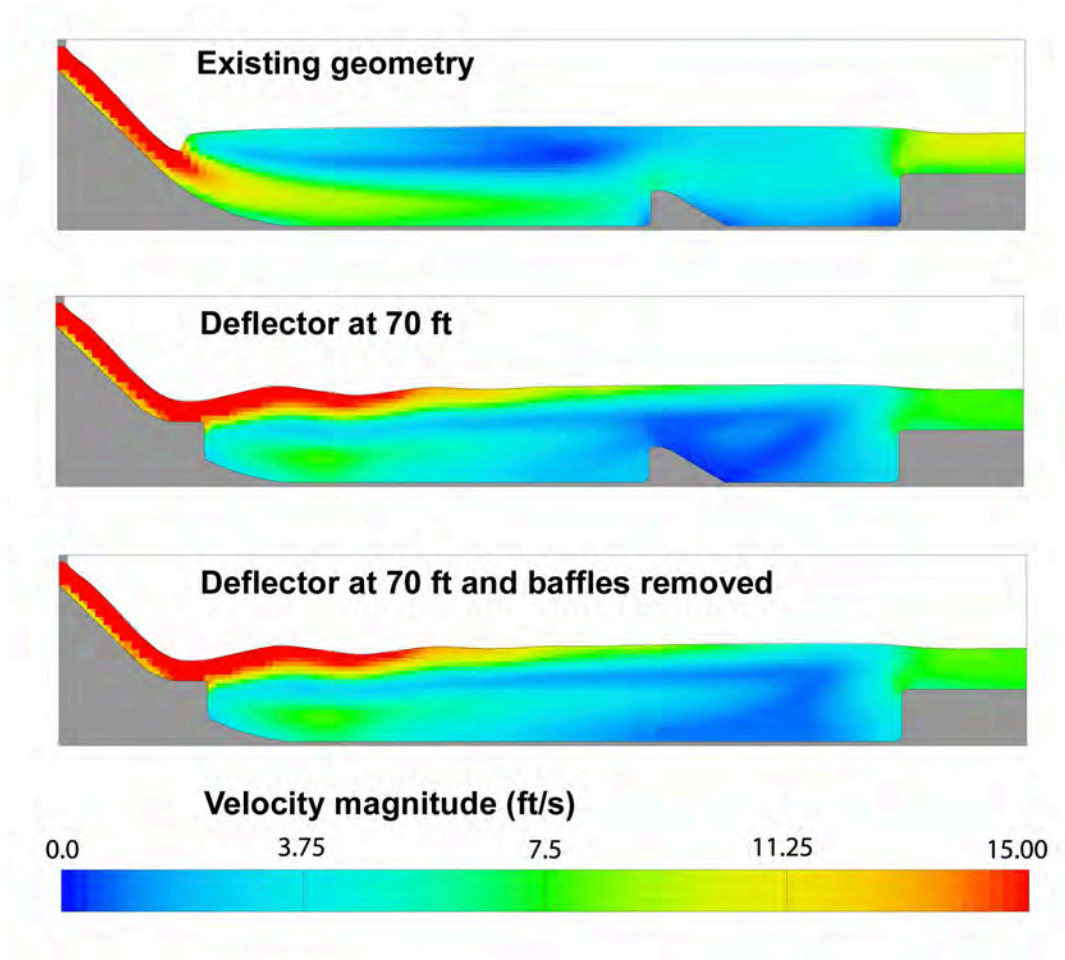 Existing geometry
Deflector at 70 ft
Deflector at 70 ft and baffles removed
Velocity magnitude (ft/s)
0.0 3.75 7.5 11.25 15.00